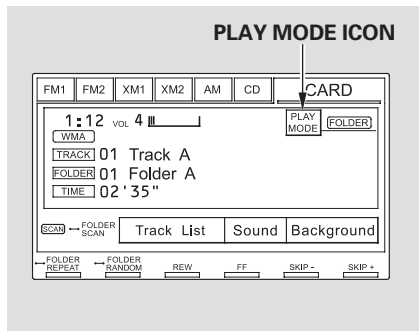 PLAY MODE ICON
FM1 FM2 XM1 XM2 AM CD CARD
1:12 VOL 4 PLAY MODE FOLDER
WMA
TRACK 01 Track A
FOLDER 01 Folder A
TIME 02'35"
SCAN FOLDER SCAN Track List Sound Background
FOLDER REPEAT FOLDER RANDOM REW FF SKIP - SKIP +